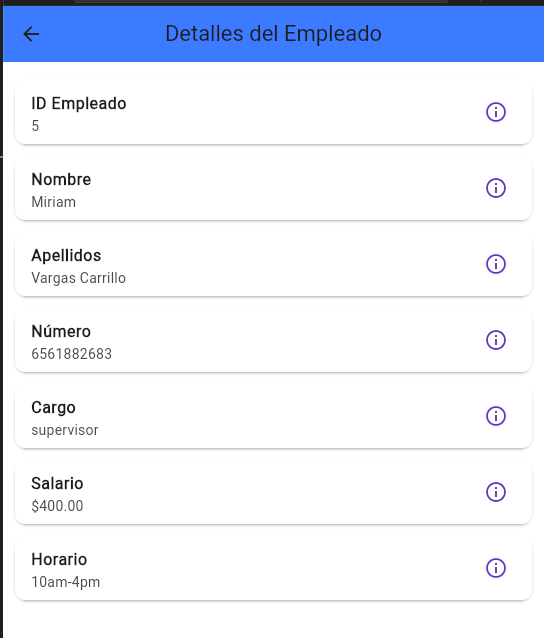 Detalles del Empleado
ID Empleado
5
Nombre
Miriam
Apellidos
Vargas Carrillo
Número
6561882683
Cargo
supervisor
Salario
$400.00
Horario
10am-4pm